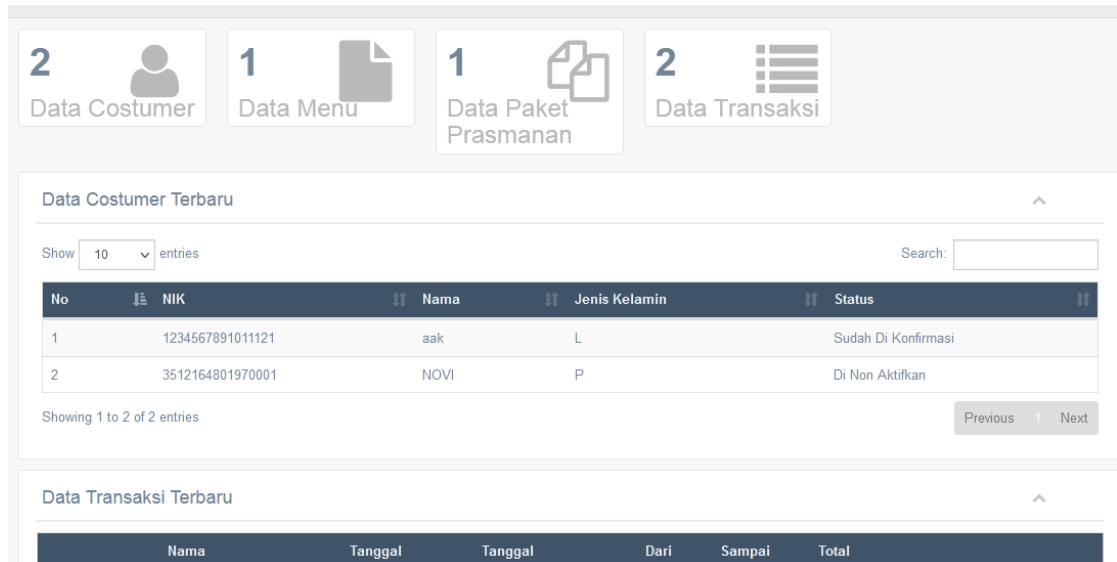 2
Data Costumer
1
Data Menu
1
Data Paket
Prasmanan
2
Data Transaksi
Data Costumer Terbaru
Show 10 entries Search:
No NIK Nama Jenis Kelamin Status
1 1234567891011121 aak L Sudah Di Konfirmasi
2 3512164801970001 NOVI P Di Non Aktifkan
Showing 1 to 2 of 2 entries Previous 1 Next
Data Transaksi Terbaru
Nama Tanggal Tanggal Dari Sampai Total